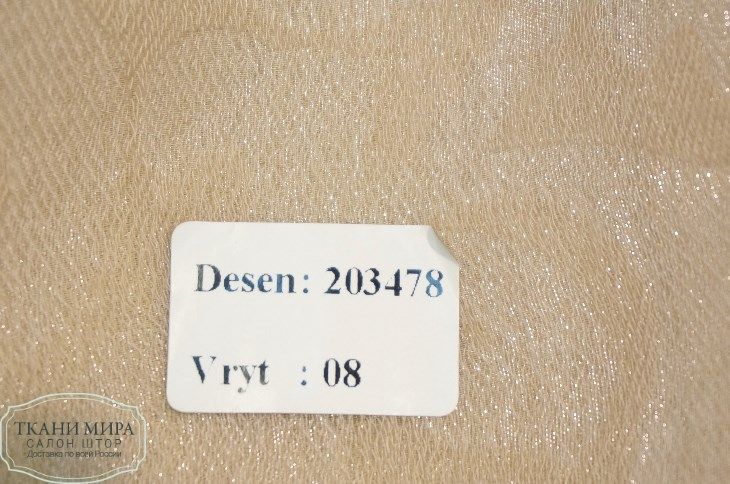 Desen: 203478
Vryt : 08
ТКАНИ МИРА
САЛОН ШТОР
Доставка по всей России